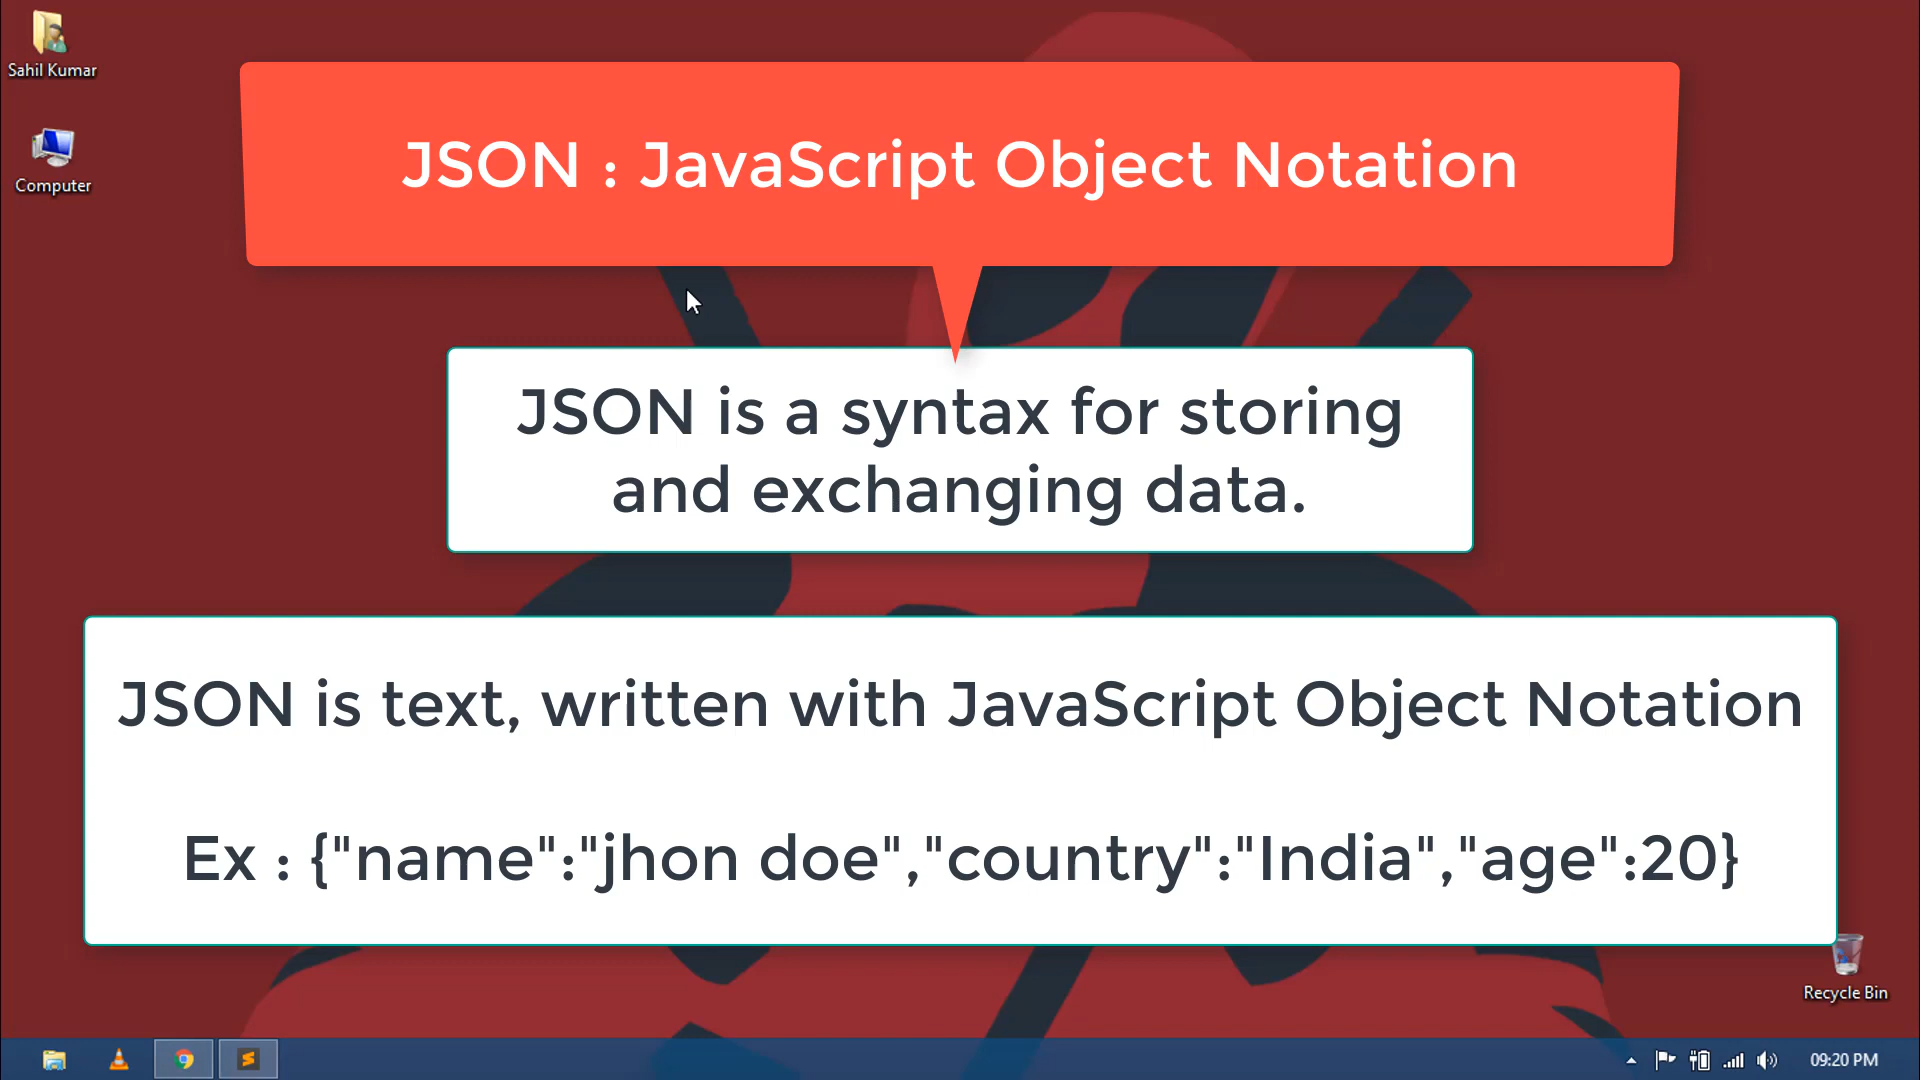 Sahil Kumar
Computer
JSON : JavaScript Object Notation
JSON is a syntax for storing
and exchanging data.
JSON is text, written with JavaScript Object Notation
Ex : {"name":"jhon doe","country":"India","age":20}
Recycle Bin
09:20 PM